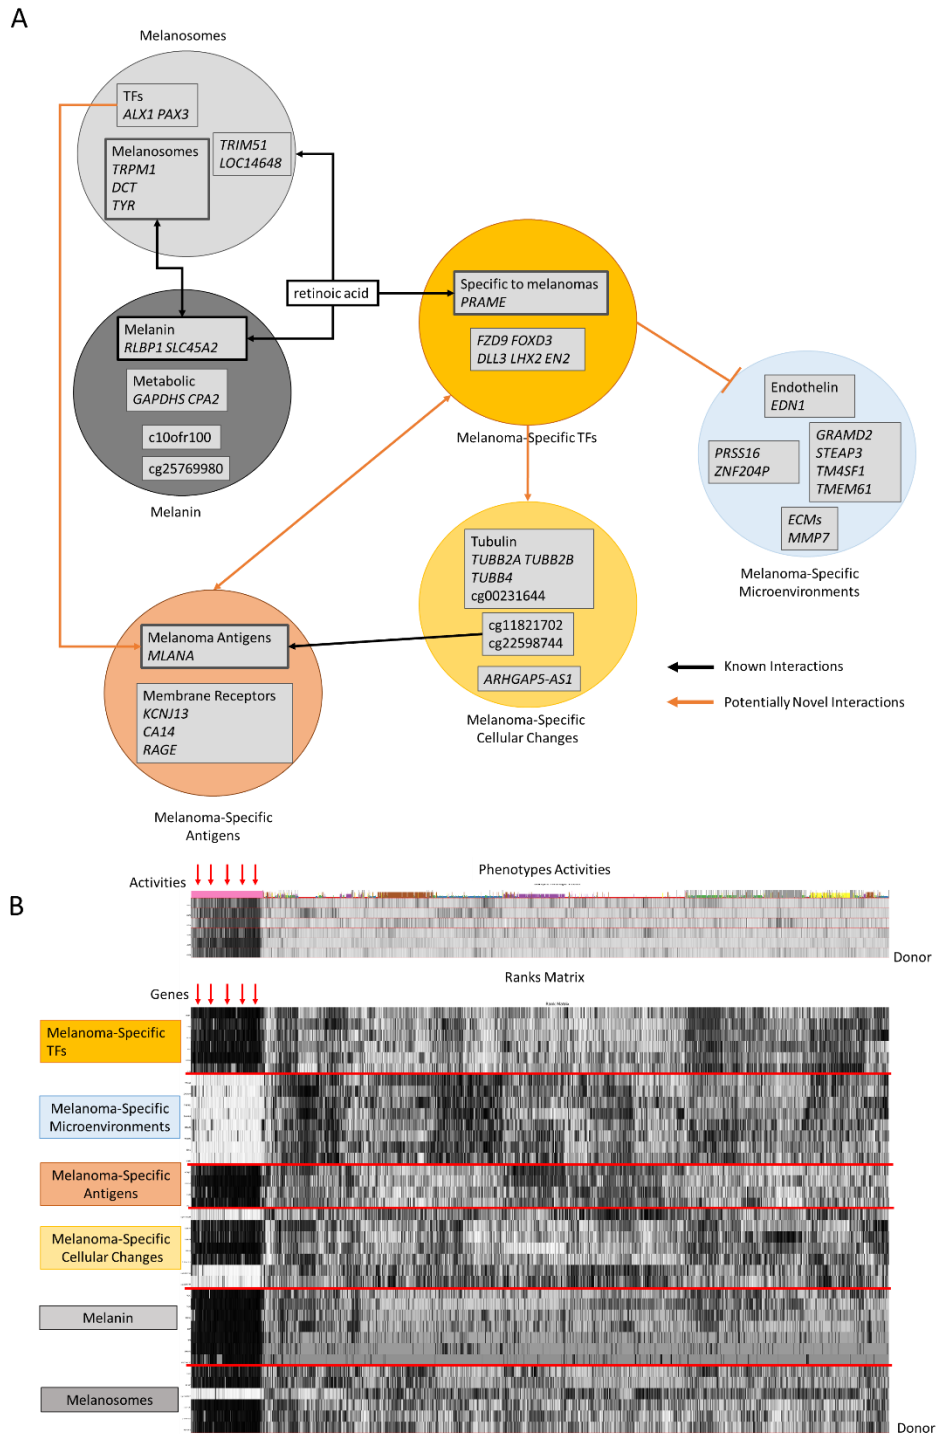 A
Melanosomes
TFs
ALX1 PAX3
TRIM51
LOC14648
Melanosomes
TRPM1
DCT
TYR
retinoic acid
Specific to melanomas
PRAME
FZD9 FOXD3
DLL3 LHX2 EN2
Melanoma-Specific TFs
Melanin
RLBP1 SLC45A2
Metabolic
GAPDHS CPA2
c10ofr100
cg25769980
Melanin
Endothelin
EDN1
PRSS16
ZNF204P
GRAMD2
STEAP3
TM4SF1
TMEM61
ECMs
MMP7
Melanoma-Specific
Microenvironments
Tubulin
TUBB2A TUBB2B
TUBB4
cg00231644
cg11821702
cg22598744
ARHGAP5-AS1
Melanoma-Specific
Cellular Changes
Melanoma Antigens
MLANA
Membrane Receptors
KCNJ13
CA14
RAGE
Melanoma-Specific
Antigens
Known Interactions
Potentially Novel Interactions
B
Activities
Phenotypes Activities
Donor
Ranks Matrix
Genes
Rank Matrix
Melanoma-Specific
TFs
Melanoma-Specific
Microenvironments
Melanoma-Specific
Antigens
Melanoma-Specific
Cellular Changes
Melanin
Melanosomes
Donor